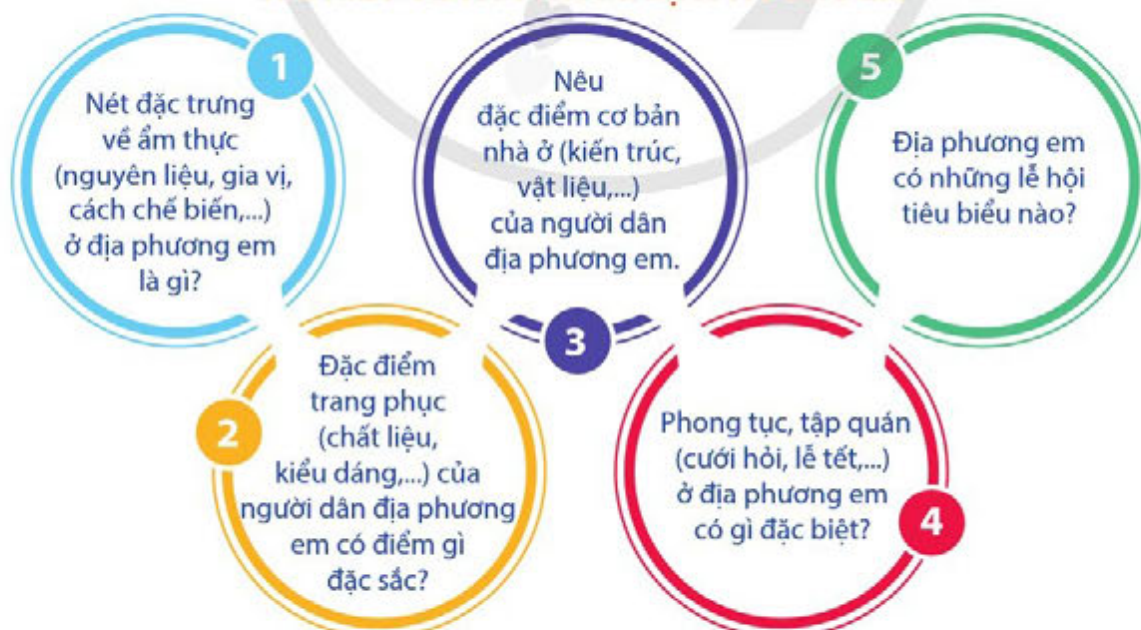 1
Nét đặc trưng
về ẩm thực
(nguyên liệu, gia vị,
cách chế biến,...)
ở địa phương em
là gì?
2
Đặc điểm
trang phục
(chất liệu,
kiểu dáng,...) của
người dân địa phương
em có điểm gì
đặc sắc?
3
Nêu
đặc điểm cơ bản
nhà ở (kiến trúc,
vật liệu,...)
của người dân
địa phương em.
4
Phong tục, tập quán
(cưới hỏi, lễ tết,...)
ở địa phương em
có gì đặc biệt?
5
Địa phương em
có những lễ hội
tiêu biểu nào?